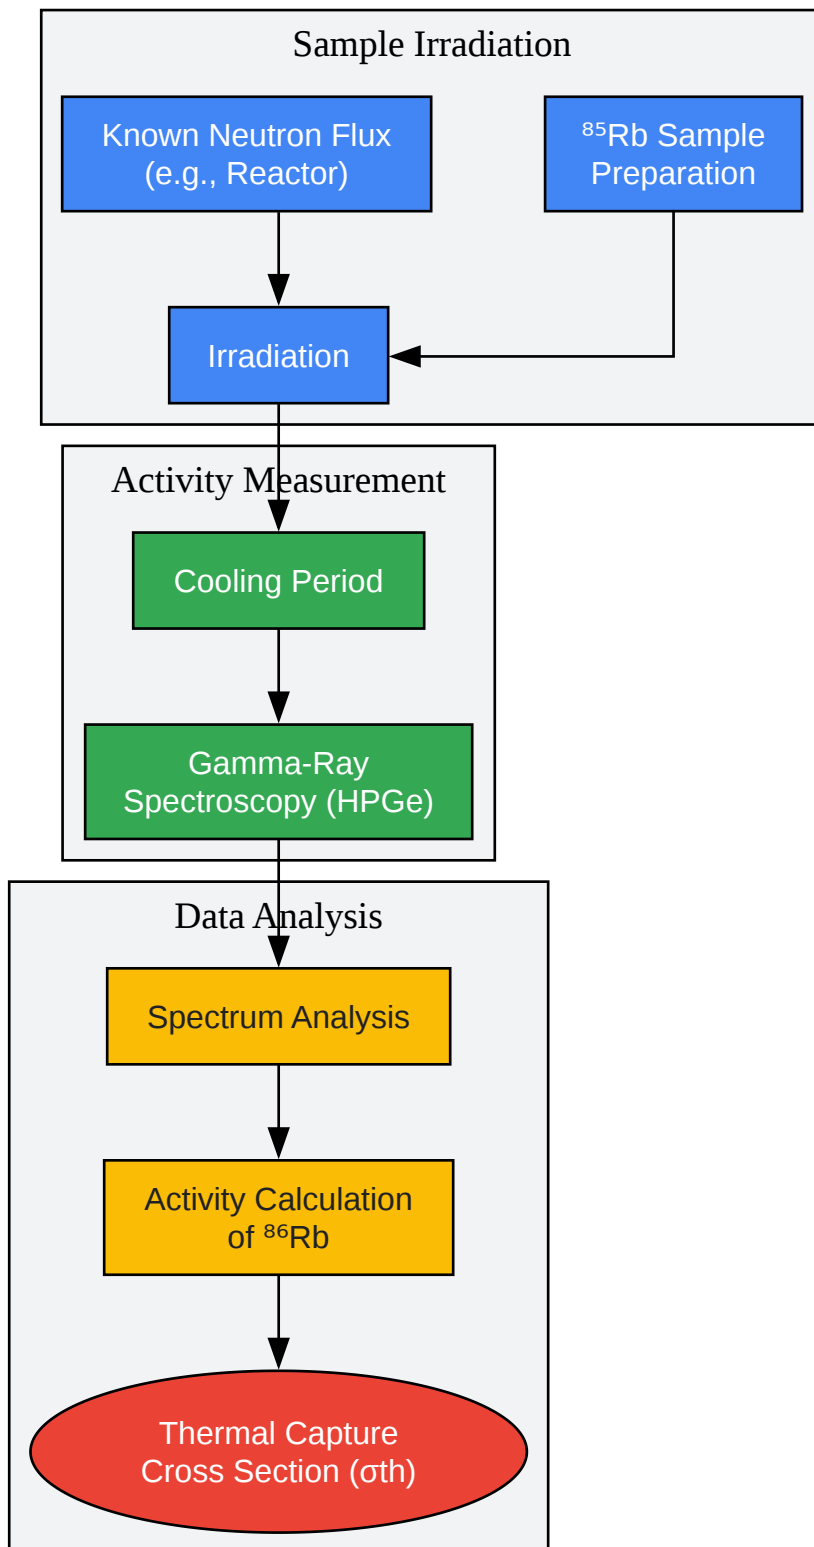 Sample Irradiation
Known Neutron Flux
(e.g., Reactor)
⁸⁵Rb Sample
Preparation
Irradiation
Activity Measurement
Cooling Period
Gamma-Ray
Spectroscopy (HPGe)
Data Analysis
Spectrum Analysis
Activity Calculation
of ⁸⁶Rb
Thermal Capture
Cross Section (σth)